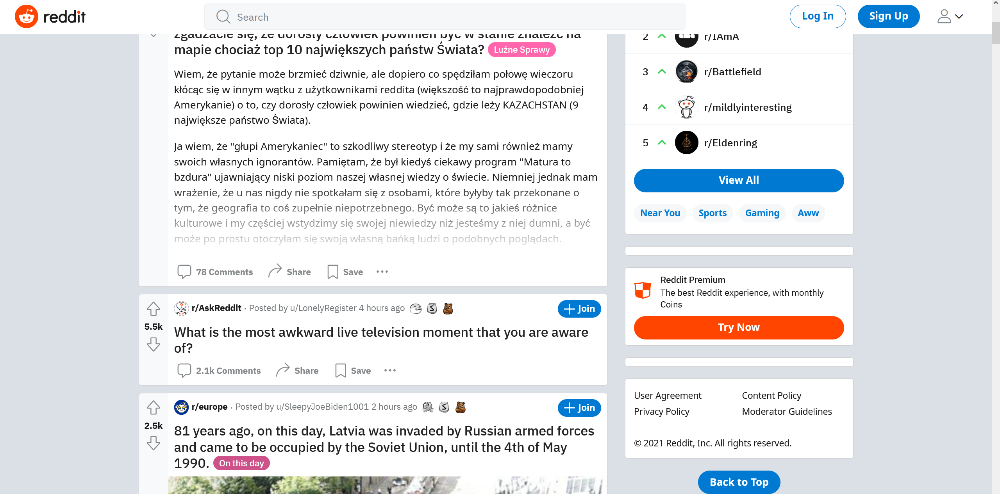 reddit
Search
Log In
Sign Up
zgadzacie się, że dorosły człowiek powinien być w stanie znaleźć na
mapie chociaż top 10 największych państw Świata? Luźne Sprawy
Wiem, że pytanie może brzmieć dziwnie, ale dopiero co spędziłam połowę wieczoru
kłócąc się w innym wątku z użytkownikami reddita (większość to najprawdopodobniej
Amerykanie) o to, czy dorosły człowiek powinien wiedzieć, gdzie leży KAZACHSTAN (9
największe państwo Świata).
Ja wiem, że "głupi Amerykaniec" to szkodliwy stereotyp i że my sami również mamy
swoich własnych ignorantów. Pamiętam, że był kiedyś ciekawy program "Matura to
bzdura" ujawniający niski poziom naszej własnej wiedzy o świecie. Niemniej jednak mam
wrażenie, że u nas nigdy nie spotkałam się z osobami, które byłyby tak przekonane o
tym, że geografia to coś zupełnie niepotrzebnego. Być może są to jakieś różnice
kulturowe i my częściej wstydzimy się swojej niewiedzy niż jesteśmy z niej dumni, a być
może po prostu otoczyłam się swoją własną bańką ludzi o podobnych poglądach.
78 Comments Share Save
r/AskReddit · Posted by u/LonelyRegister 4 hours ago
Join
5.5k
What is the most awkward live television moment that you are aware
of?
2.1k Comments Share Save
r/europe · Posted by u/SleepyJoeBiden1001 2 hours ago
Join
2.5k
81 years ago, on this day, Latvia was invaded by Russian armed forces
and came to be occupied by the Soviet Union, until the 4th of May
1990. On this day
2 r/IAmA
3 r/Battlefield
4 r/mildlyinteresting
5 r/Eldenring
View All
Near You Sports Gaming Aww
Reddit Premium
The best Reddit experience, with monthly
Coins
Try Now
User Agreement Content Policy
Privacy Policy Moderator Guidelines
© 2021 Reddit, Inc. All rights reserved.
Back to Top